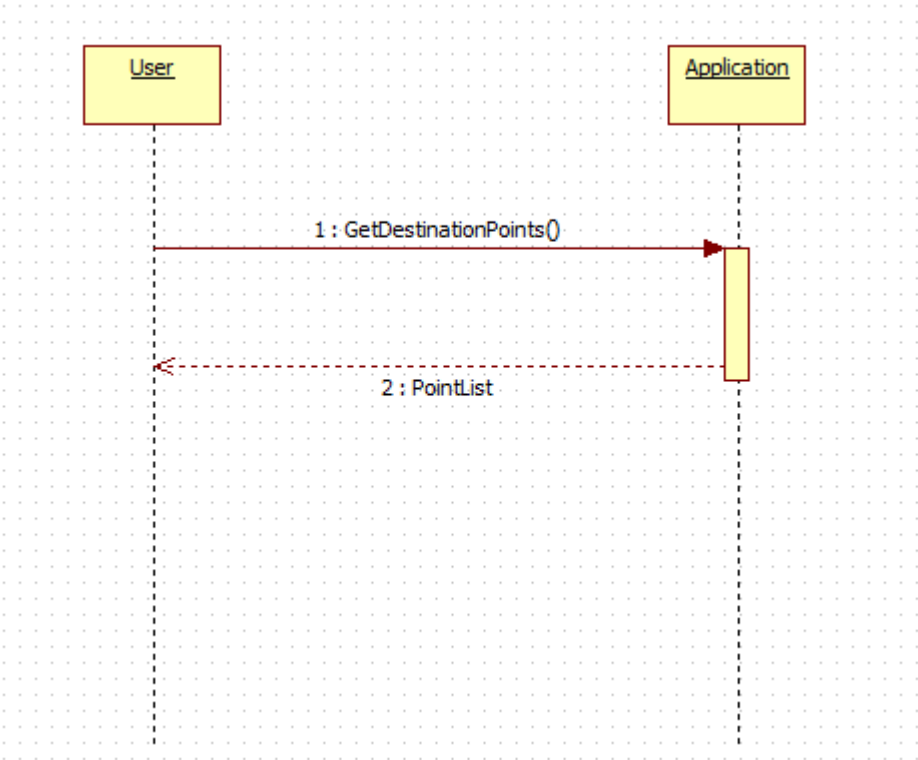 User
Application
1 : GetDestinationPoints()
2 : PointList